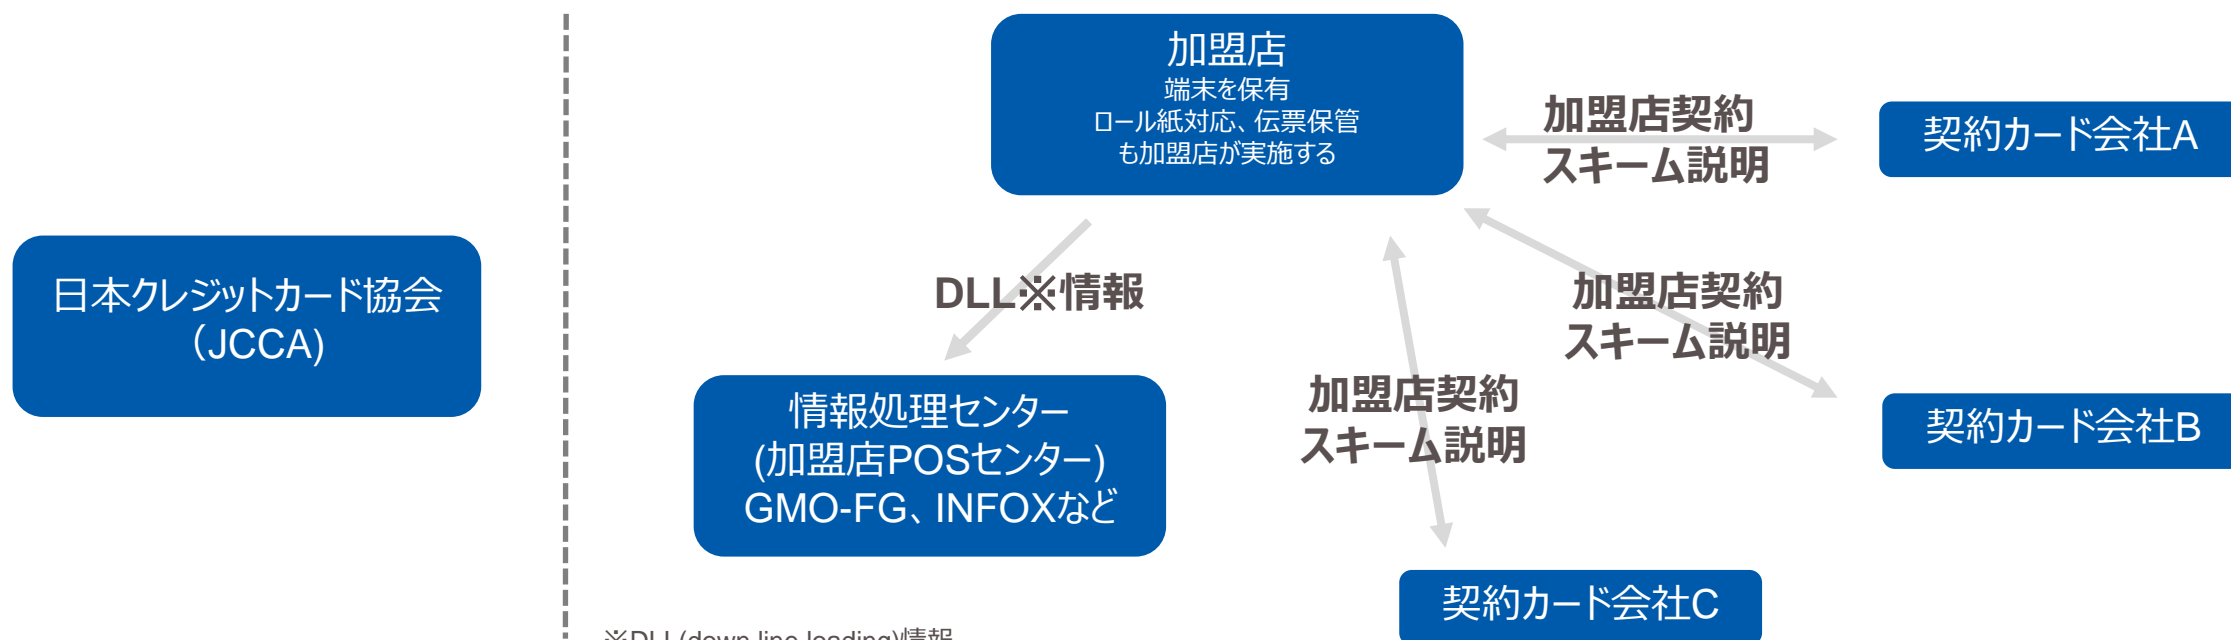 加盟店
端末を保有
ロール紙対応、伝票保管
も加盟店が実施する
加盟店契約
スキーム説明
契約カード会社A
日本クレジットカード協会
（JCCA)
DLL※情報
加盟店契約
スキーム説明
加盟店契約
スキーム説明
情報処理センター
(加盟店POSセンター)
GMO-FG、INFOXなど
契約カード会社B
契約カード会社C
※DLL(down line loading)情報